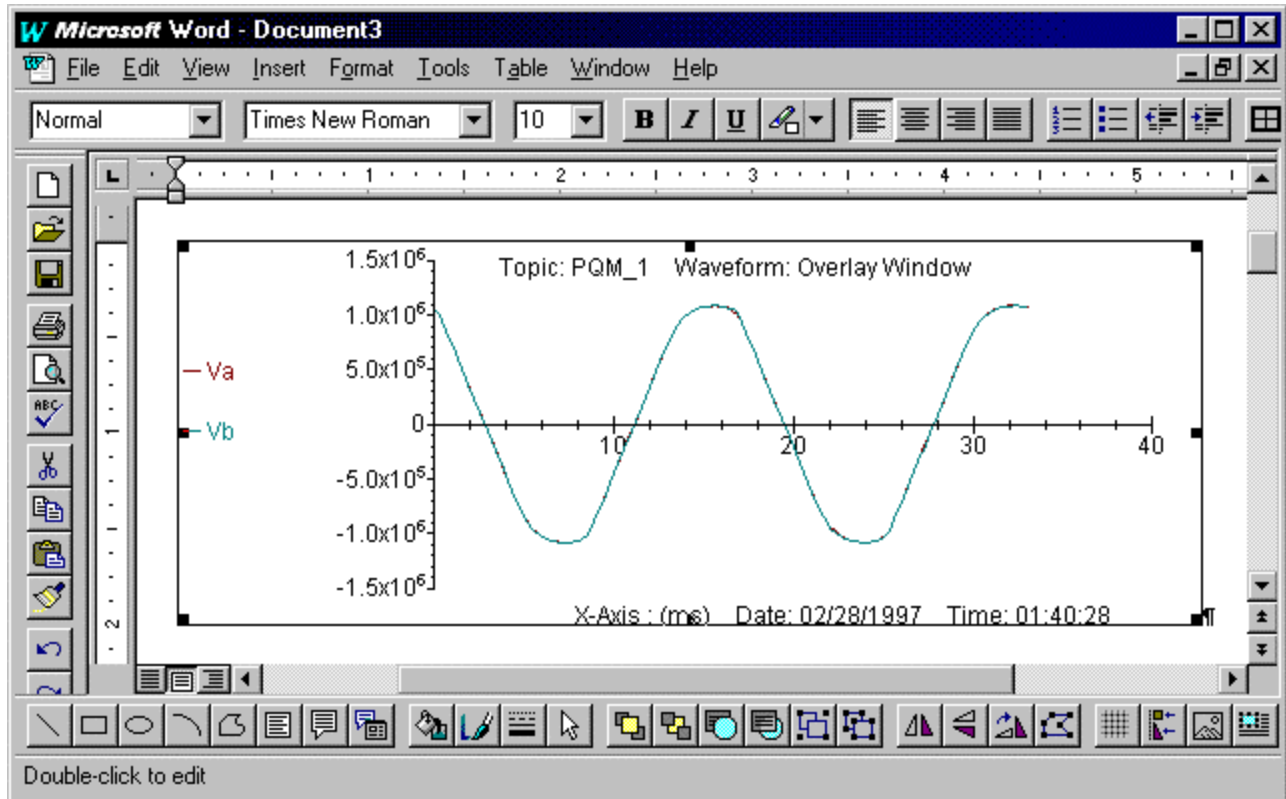 W Microsoft Word - Document3
File Edit View Insert Format Tools Table Window Help
Normal Times New Roman 10 B I U
L 1 2 3 4 5
1.5x10⁶ Topic: PQM_1 Waveform: Overlay Window
1.0x10⁶
Va 5.0x10⁵
ABC
Vb 0 10 20 30 40
1
-5.0x10⁵
-1.0x10⁶
-1.5x10⁶
X-Axis : (ms) Date: 02/28/1997 Time: 01:40:28 ¶
2
Double-click to edit